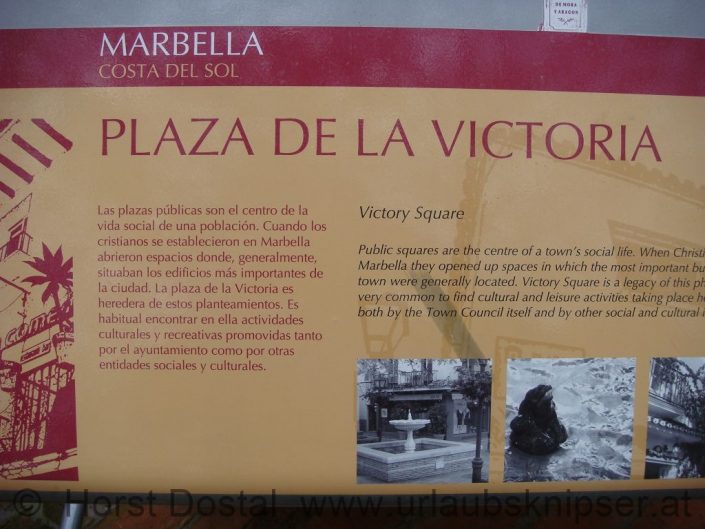 DE MORA
Y ARAGON
MARBELLA
COSTA DEL SOL
PLAZA DE LA VICTORIA
Las plazas públicas son el centro de la
vida social de una población. Cuando los
cristianos se establecieron en Marbella
abrieron espacios donde, generalmente,
situaban los edificios más importantes de
la ciudad. La plaza de la Victoria es
heredera de estos planteamientos. Es
habitual encontrar en ella actividades
culturales y recreativas promovidas tanto
por el ayuntamiento como por otras
entidades sociales y culturales.
Victory Square
Public squares are the centre of a town's social life. When Christi
Marbella they opened up spaces in which the most important bu
town were generally located. Victory Square is a legacy of this ph
very common to find cultural and leisure activities taking place he
both by the Town Council itself and by other social and cultural
© Horst Dostal www.urlaubsknipser.at